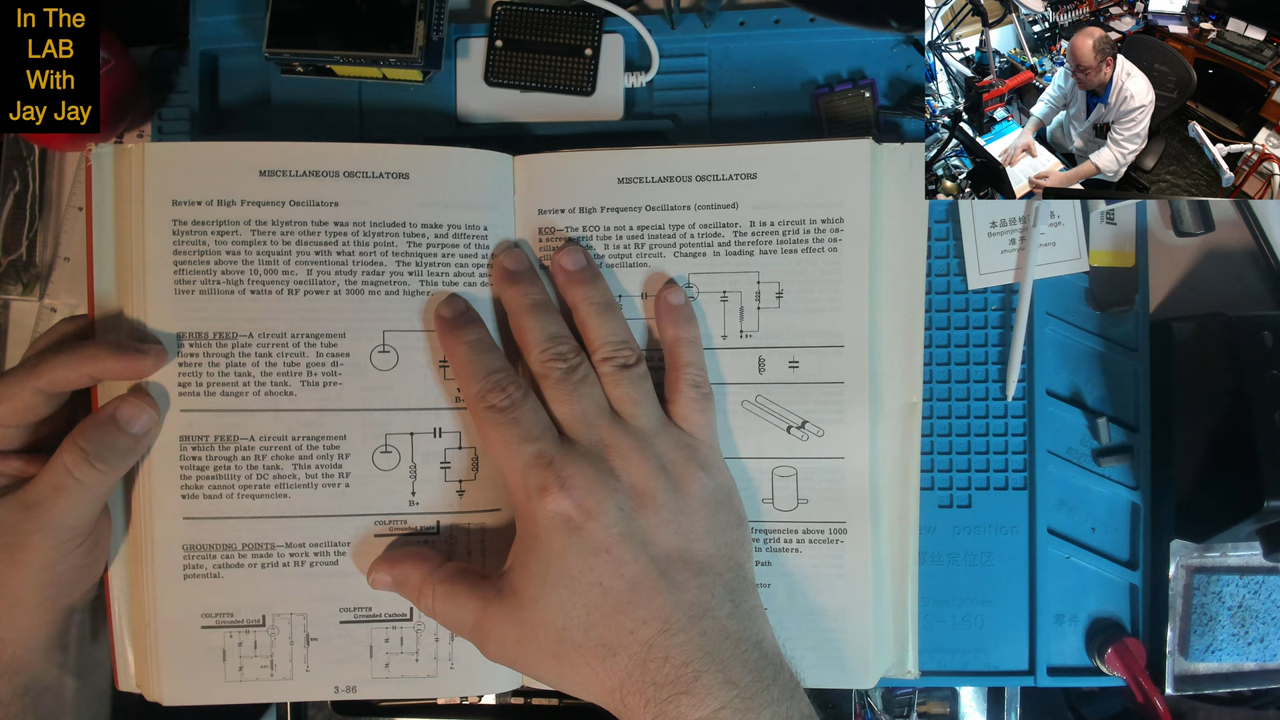 In The
LAB
With
Jay Jay
MISCELLANEOUS OSCILLATORS
Review of High Frequency Oscillators
The description of the klystron tube was not included to make you into a
klystron expert. There are other types of klystron tubes, and different
circuits, too complex to be discussed at this point. The purpose of this
description was to acquaint you with what sort of techniques are used at
quencies above the limit of conventional triodes. The klystron can oper
efficiently above 10,000 mc. If you study radar you will learn about an-
other ultra-high frequency oscillator, the magnetron. This tube can de-
liver millions of watts of RF power at 3000 mc and higher.
SERIES FEED—A circuit arrangement
in which the plate current of the tube
flows through the tank circuit. In cases
where the plate of the tube goes di-
rectly to the tank, the entire B+ volt-
age is present at the tank. This pre-
sents the danger of shocks.
SHUNT FEED—A circuit arrangement
in which the plate current of the tube
flows through an RF choke and only RF
voltage gets to the tank. This avoids
the possibility of DC shock, but the RF
choke cannot operate efficiently over a
wide band of frequencies.
B+
COLPITTS
Grounded Plate
GROUNDING POINTS—Most oscillator
circuits can be made to work with the
plate, cathode or grid at RF ground
potential.
COLPITTS
Grounded Grid
COLPITTS
Grounded Cathode
3-86
MISCELLANEOUS OSCILLATORS
Review of High Frequency Oscillators (continued)
ECO—The ECO is not a special type of oscillator. It is a circuit in which
a screen grid tube is used instead of a triode. The screen grid is the os-
It is at RF ground potential and therefore isolates the os-
the output circuit. Changes in loading have less effect on
of oscillation.
B+
frequencies above 1000
ve grid as an acceler-
in clusters.
Path
ctor
本品经检
准
position
丝定位区
零件